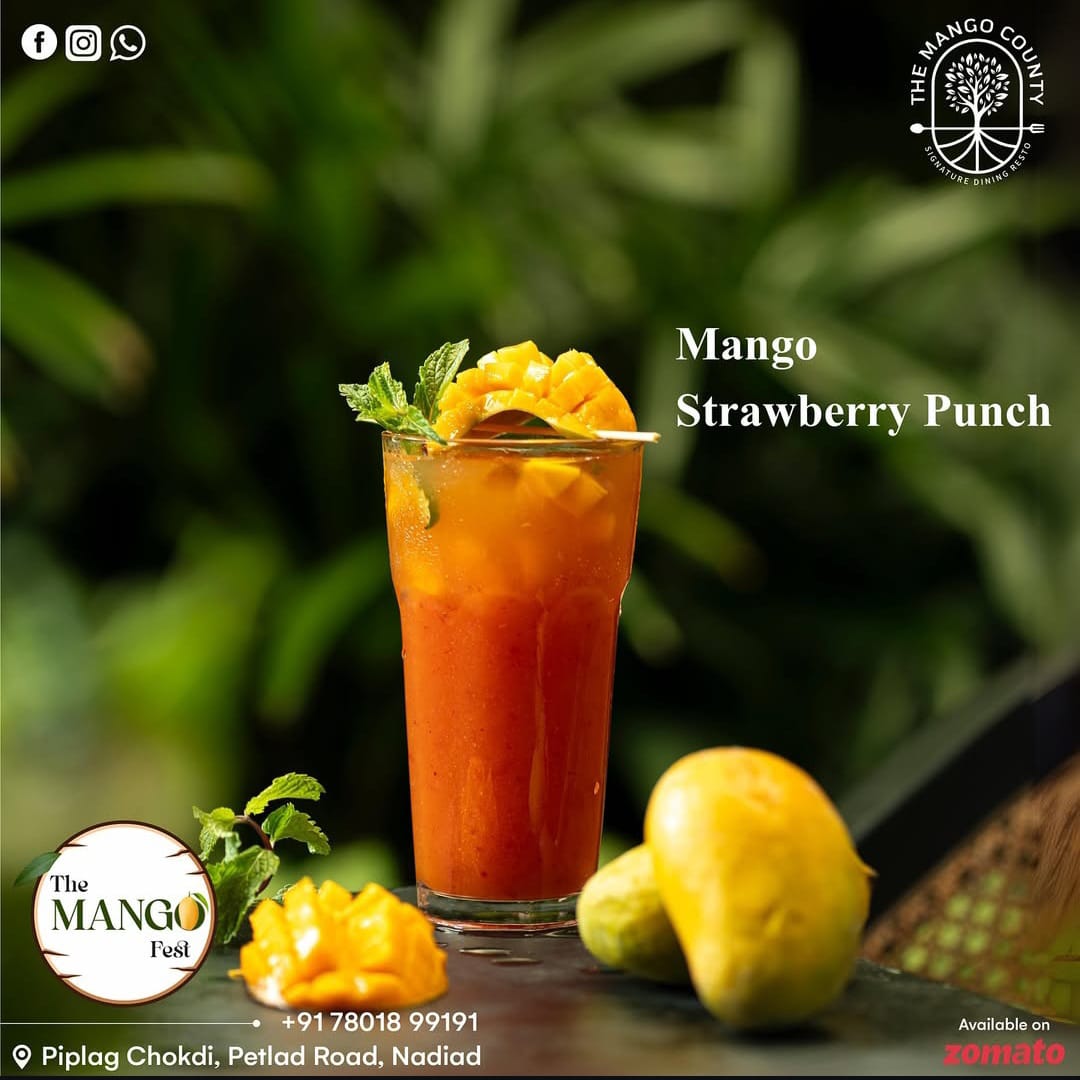 THE MANGO COUNTY
SIGNATURE DINING RESTO
Mango
Strawberry Punch
The
MANGO
Fest
+91 78018 99191
Piplag Chokdi, Petlad Road, Nadiad
Available on
zomato